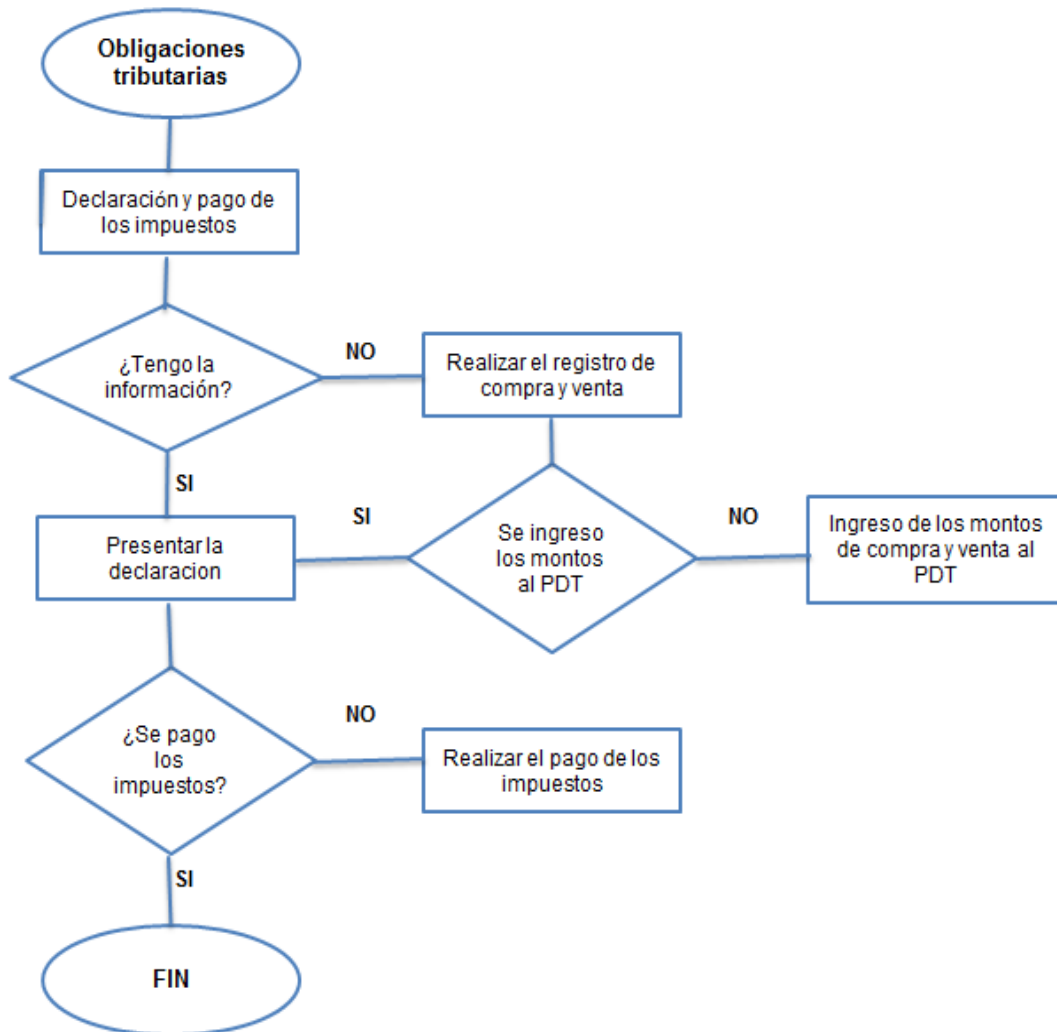 Obligaciones
tributarias
Declaración y pago de
los impuestos
¿Tengo la
información?
NO
Realizar el registro de
compra y venta
SI
Presentar la
declaracion
SI
Se ingreso
los montos
al PDT
NO
Ingreso de los montos
de compra y venta al
PDT
¿Se pago
los
impuestos?
NO
Realizar el pago de los
impuestos
SI
FIN